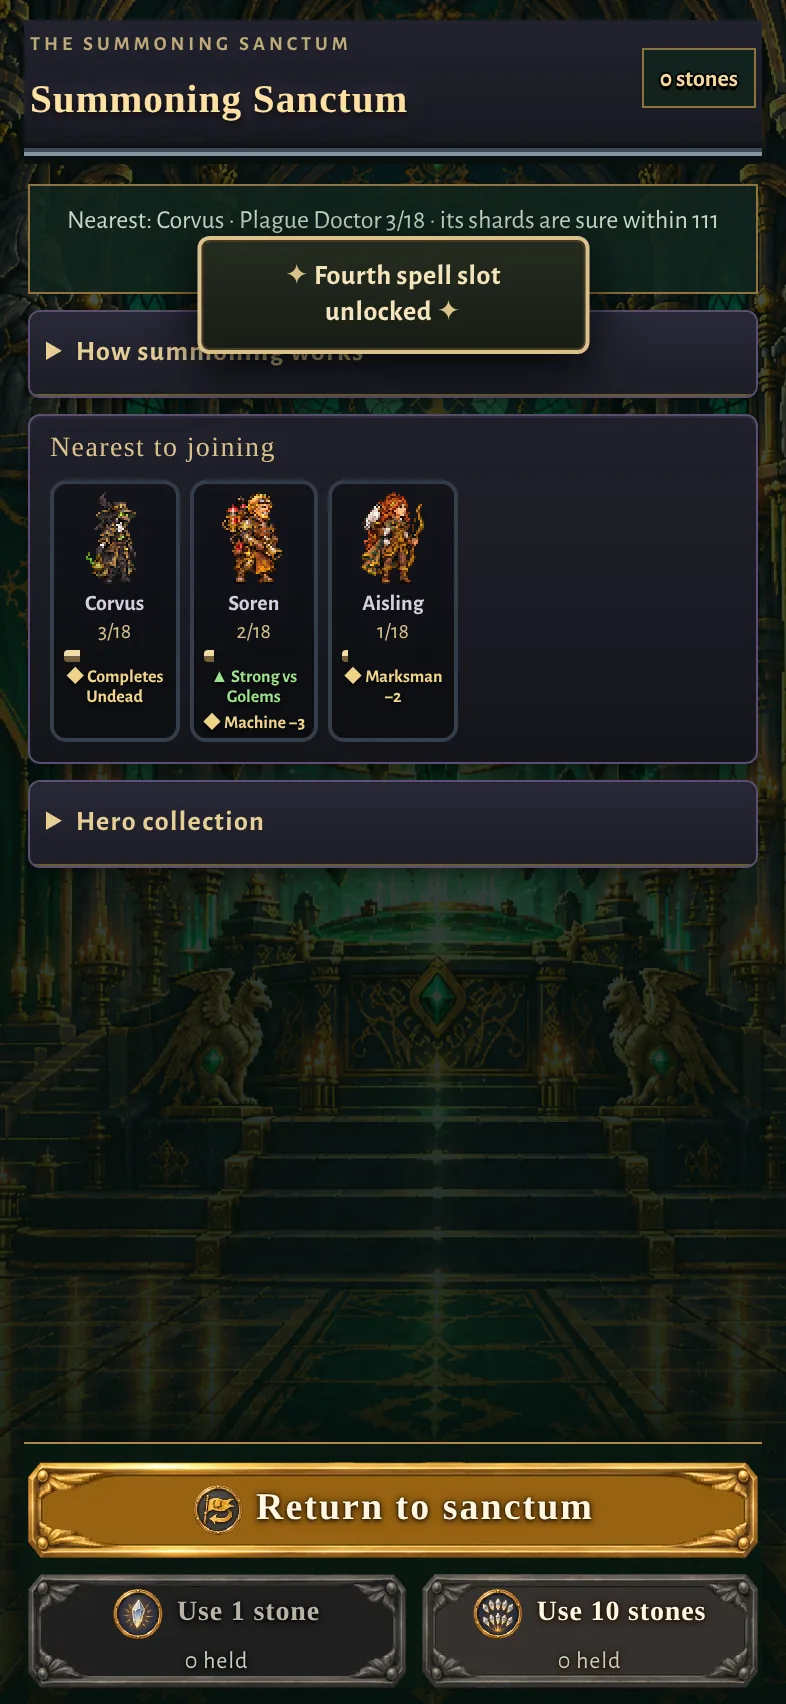 THE SUMMONING SANCTUM
Summoning Sanctum
0 stones
Nearest: Corvus · Plague Doctor 3/18 · its shards are sure within 111
✦ Fourth spell slot
unlocked ✦
▶ How summoning works
Nearest to joining
Corvus
3/18
◆ Completes
Undead
Soren
2/18
▲ Strong vs
Golems
◆ Machine −3
Aisling
1/18
◆ Marksman
−2
▶ Hero collection
Return to sanctum
Use 1 stone
0 held
Use 10 stones
0 held